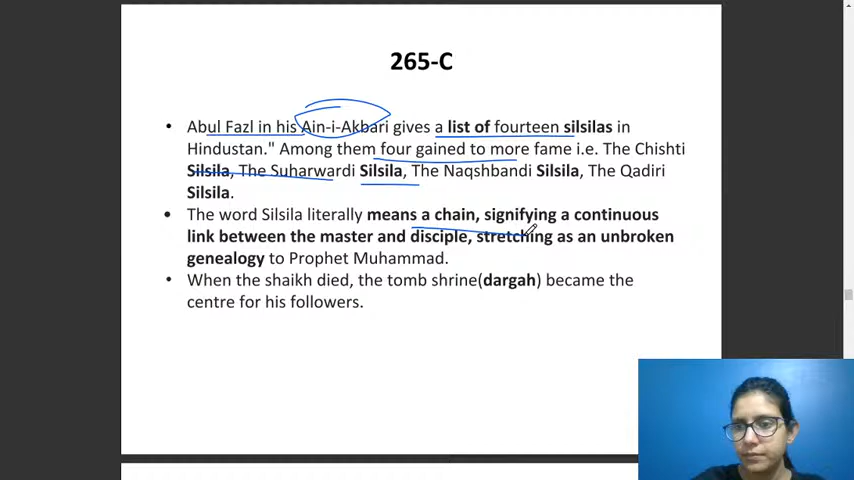 265-C
• Abul Fazl in his Ain-i-Akbari gives a list of fourteen silsilas in
Hindustan." Among them four gained to more fame i.e. The Chishti
Silsila, The Suharwardi Silsila, The Naqshbandi Silsila, The Qadiri
Silsila.
• The word Silsila literally means a chain, signifying a continuous
link between the master and disciple, stretching as an unbroken
genealogy to Prophet Muhammad.
• When the shaikh died, the tomb shrine(dargah) became the
centre for his followers.